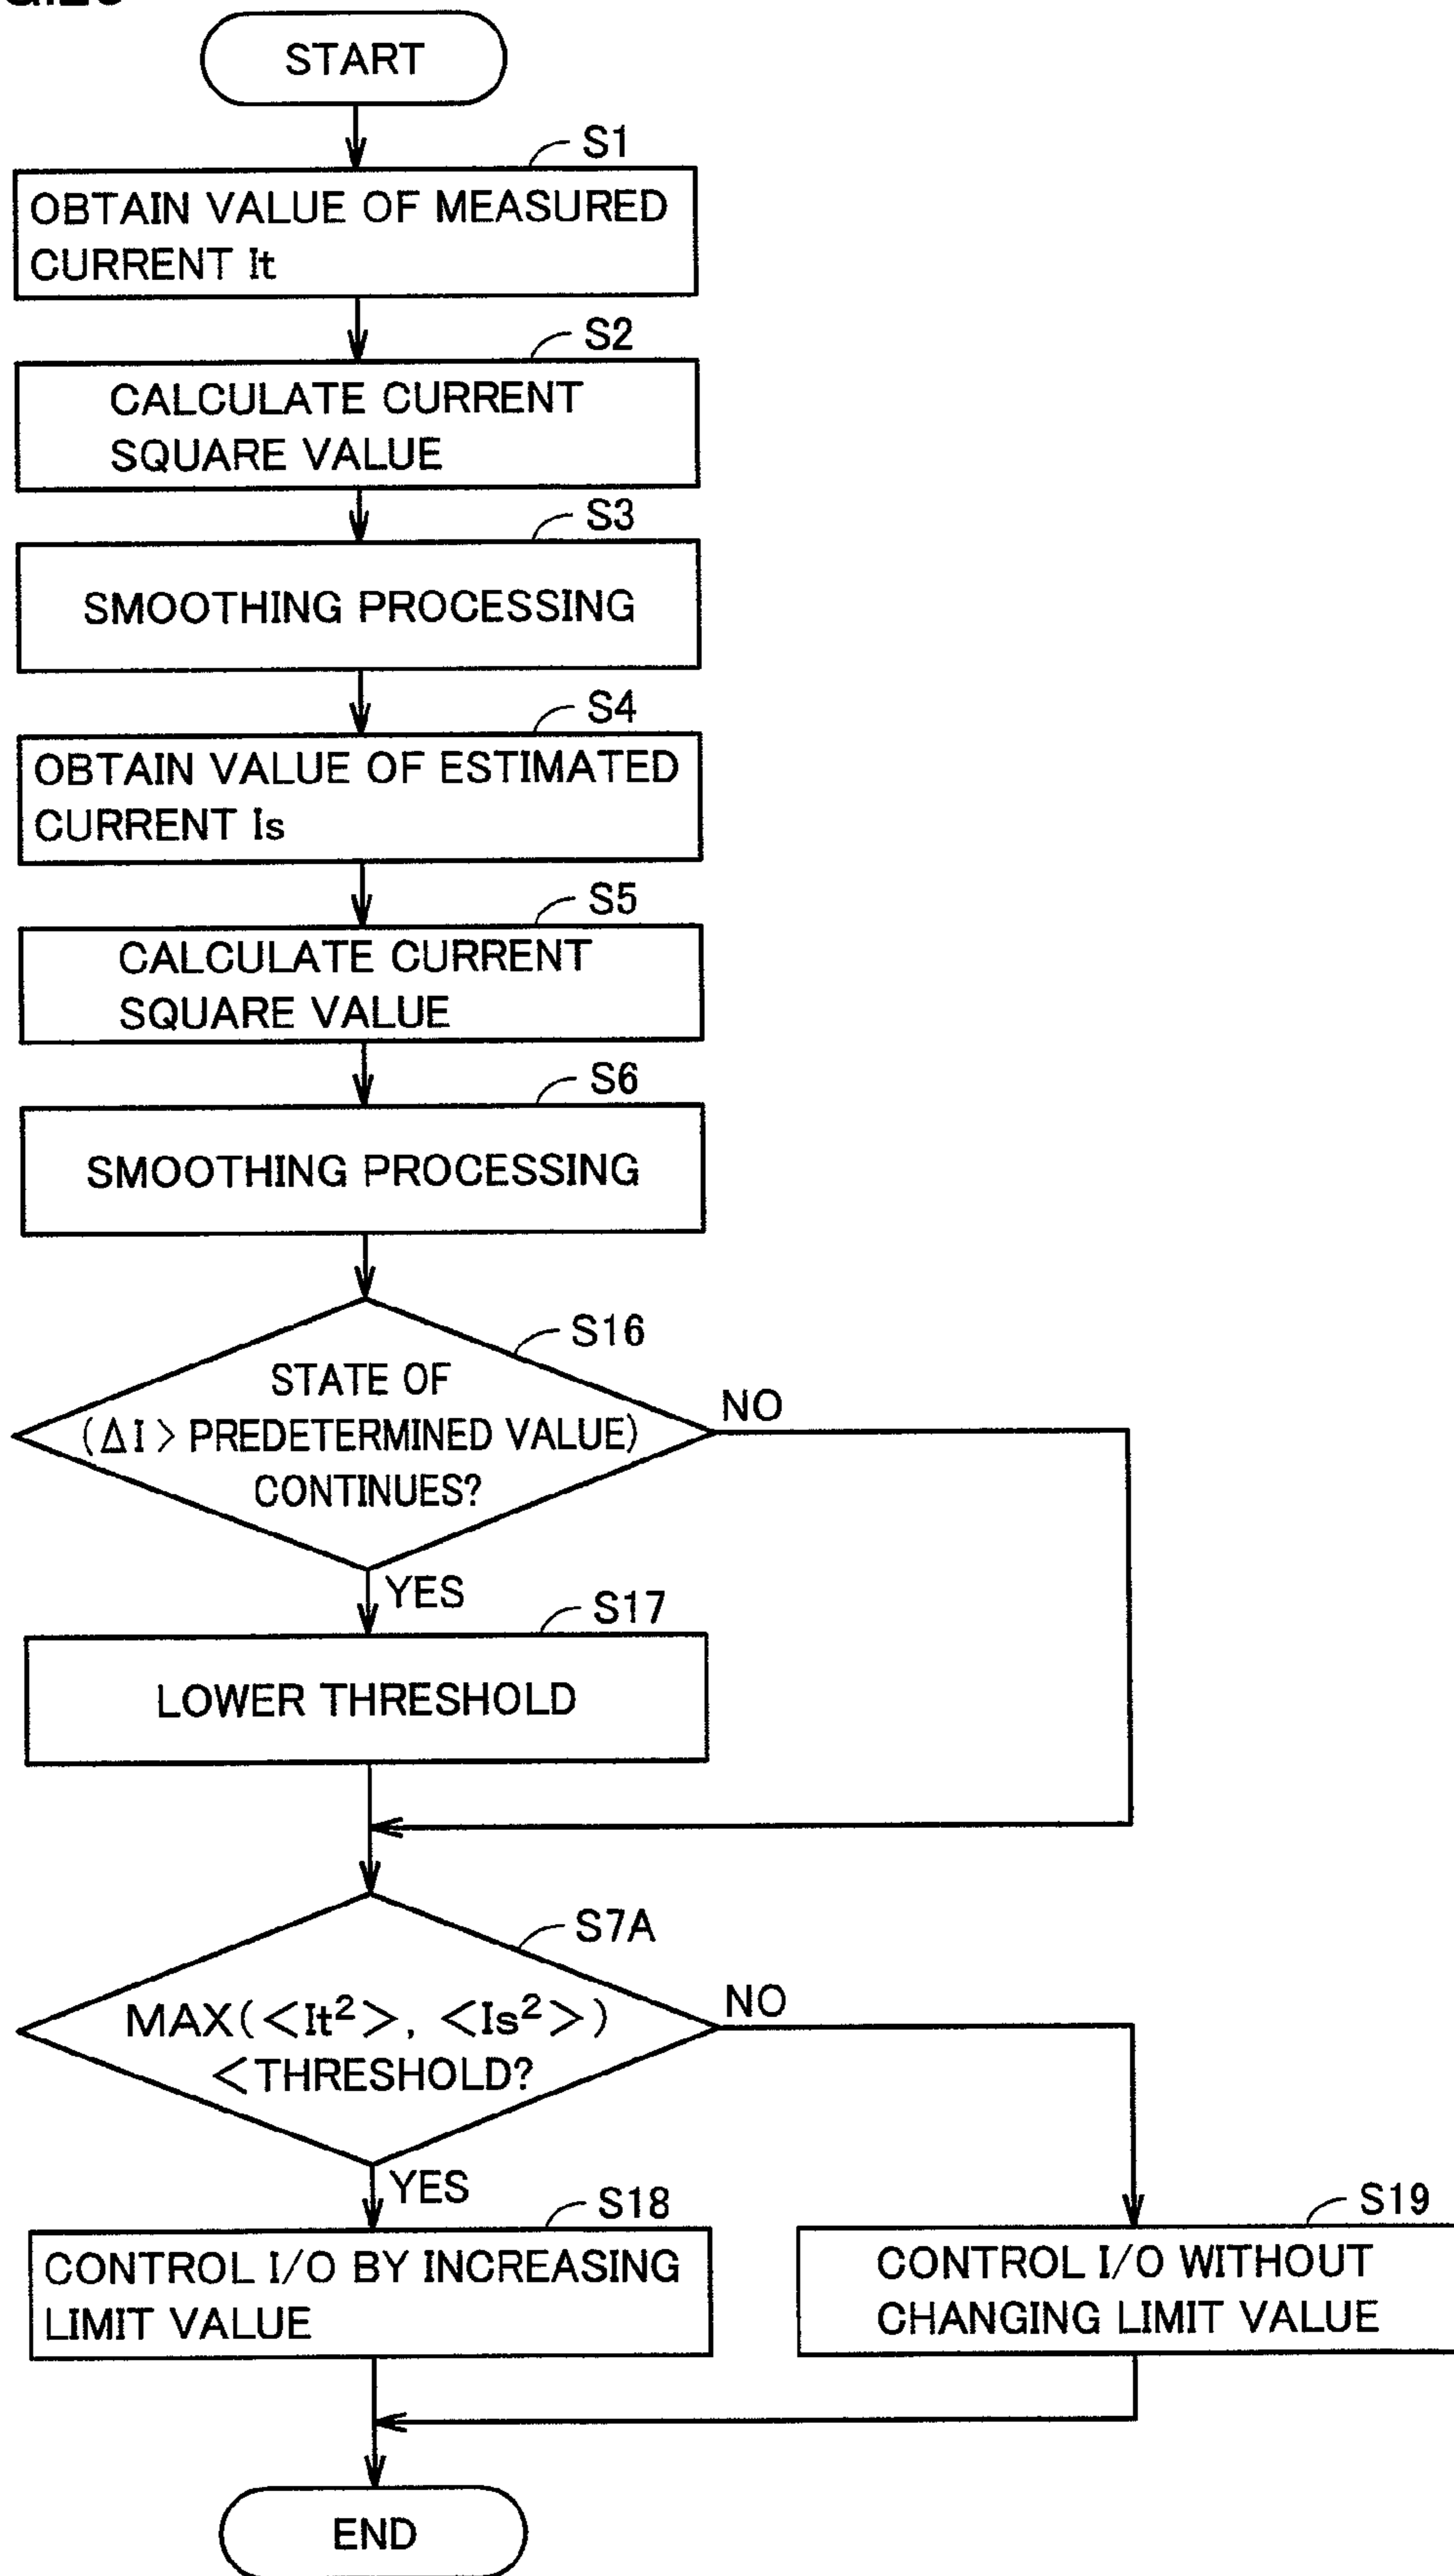 START
S1
OBTAIN VALUE OF MEASURED
CURRENT It
S2
CALCULATE CURRENT
SQUARE VALUE
S3
SMOOTHING PROCESSING
S4
OBTAIN VALUE OF ESTIMATED
CURRENT Is
S5
CALCULATE CURRENT
SQUARE VALUE
S6
SMOOTHING PROCESSING
S16
STATE OF
(ΔI > PREDETERMINED VALUE)
CONTINUES?
NO
YES
S17
LOWER THRESHOLD
S7A
MAX(<It²>, <Is²>)
<THRESHOLD?
NO
YES
S18
CONTROL I/O BY INCREASING
LIMIT VALUE
S19
CONTROL I/O WITHOUT
CHANGING LIMIT VALUE
END